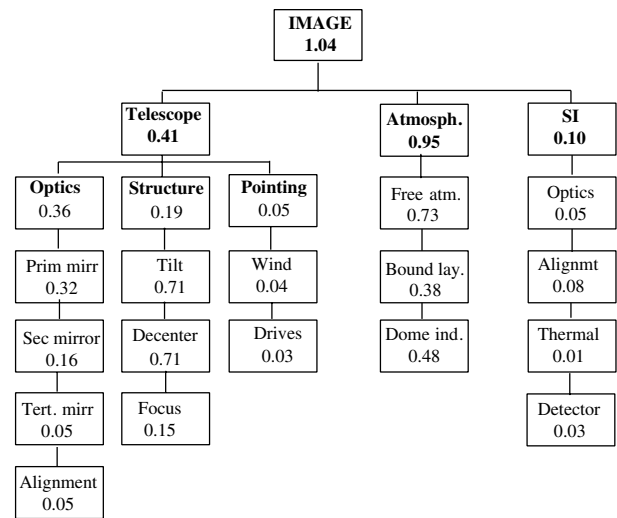 IMAGE
1.04
Telescope
0.41
Atmosph.
0.95
SI
0.10
Optics
0.36
Structure
0.19
Pointing
0.05
Free atm.
0.73
Optics
0.05
Prim mirr
0.32
Tilt
0.71
Wind
0.04
Bound lay.
0.38
Alignmt
0.08
Sec mirror
0.16
Decenter
0.71
Drives
0.03
Dome ind.
0.48
Thermal
0.01
Tert. mirr
0.05
Focus
0.15
Detector
0.03
Alignment
0.05